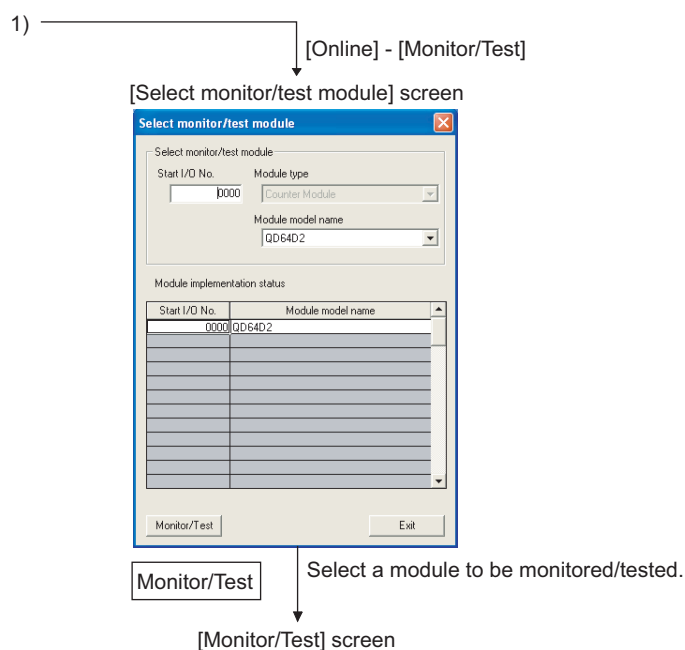 1)
[Online] - [Monitor/Test]
[Select monitor/test module] screen
Select monitor/test module
Select monitor/test module
Start I/O No. Module type
0000 Counter Module
Module model name
QD64D2
Module implementation status
Start I/O No. Module model name
0000 QD64D2
Monitor/Test Exit
Monitor/Test Select a module to be monitored/tested.
[Monitor/Test] screen